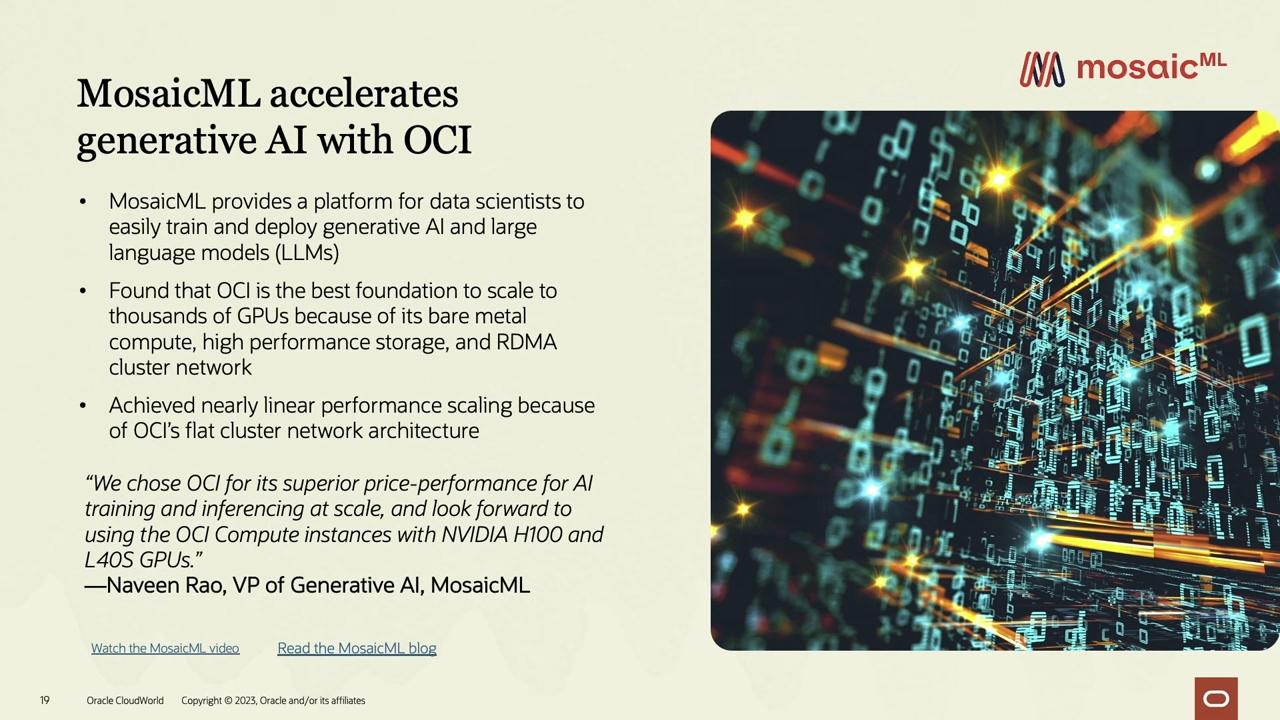 mosaicML
MosaicML accelerates
generative AI with OCI
• MosaicML provides a platform for data scientists to
easily train and deploy generative AI and large
language models (LLMs)
• Found that OCI is the best foundation to scale to
thousands of GPUs because of its bare metal
compute, high performance storage, and RDMA
cluster network
• Achieved nearly linear performance scaling because
of OCI’s flat cluster network architecture
“We chose OCI for its superior price-performance for AI
training and inferencing at scale, and look forward to
using the OCI Compute instances with NVIDIA H100 and
L40S GPUs.”
—Naveen Rao, VP of Generative AI, MosaicML
Watch the MosaicML video Read the MosaicML blog
19 Oracle CloudWorld Copyright © 2023, Oracle and/or its affiliates